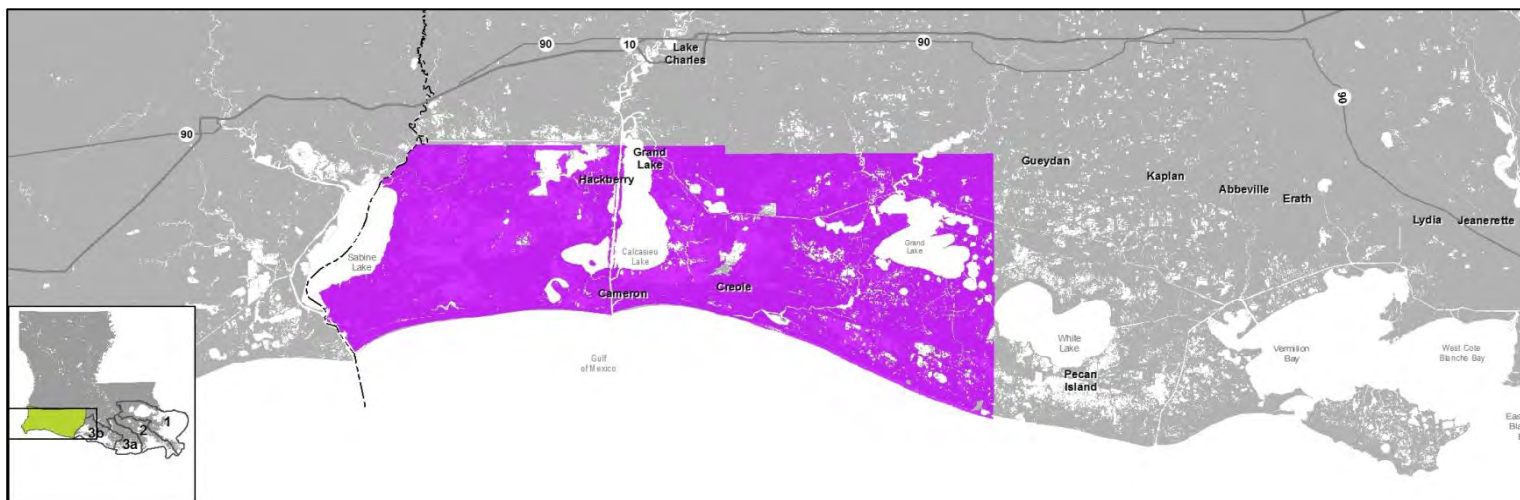 90
10
90
Lake
Charles
90
90
Grand
Lake
Hackberry
Gueydan
Kaplan
Abbeville
Erath
Lydia
Jeanerette
Sabine
Lake
Calcasieu
Lake
Grand
Lake
Cameron
Creole
White
Lake
Vermilion
Bay
West Cote
Blanche Bay
Gulf
of Mexico
Pecan
Island
1
2
3b
3a